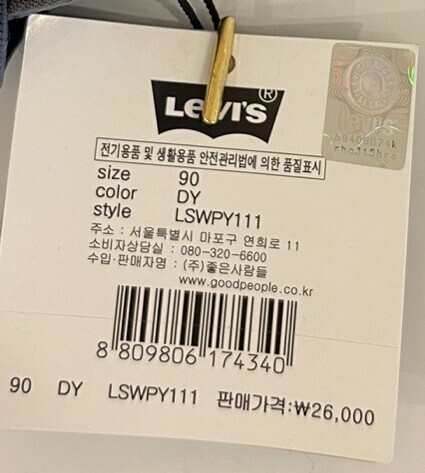 Levi's®
전기용품 및 생활용품 안전관리법에 의한 품질표시
size 90
color DY
style LSWPY111
주소 : 서울특별시 마포구 연희로 11
소비자상담실 : 080-320-6600
수입·판매자명 : (주)좋은사람들
www.goodpeople.co.kr
8 809806 174340
90 DY LSWPY111 판매가격:₩26,000